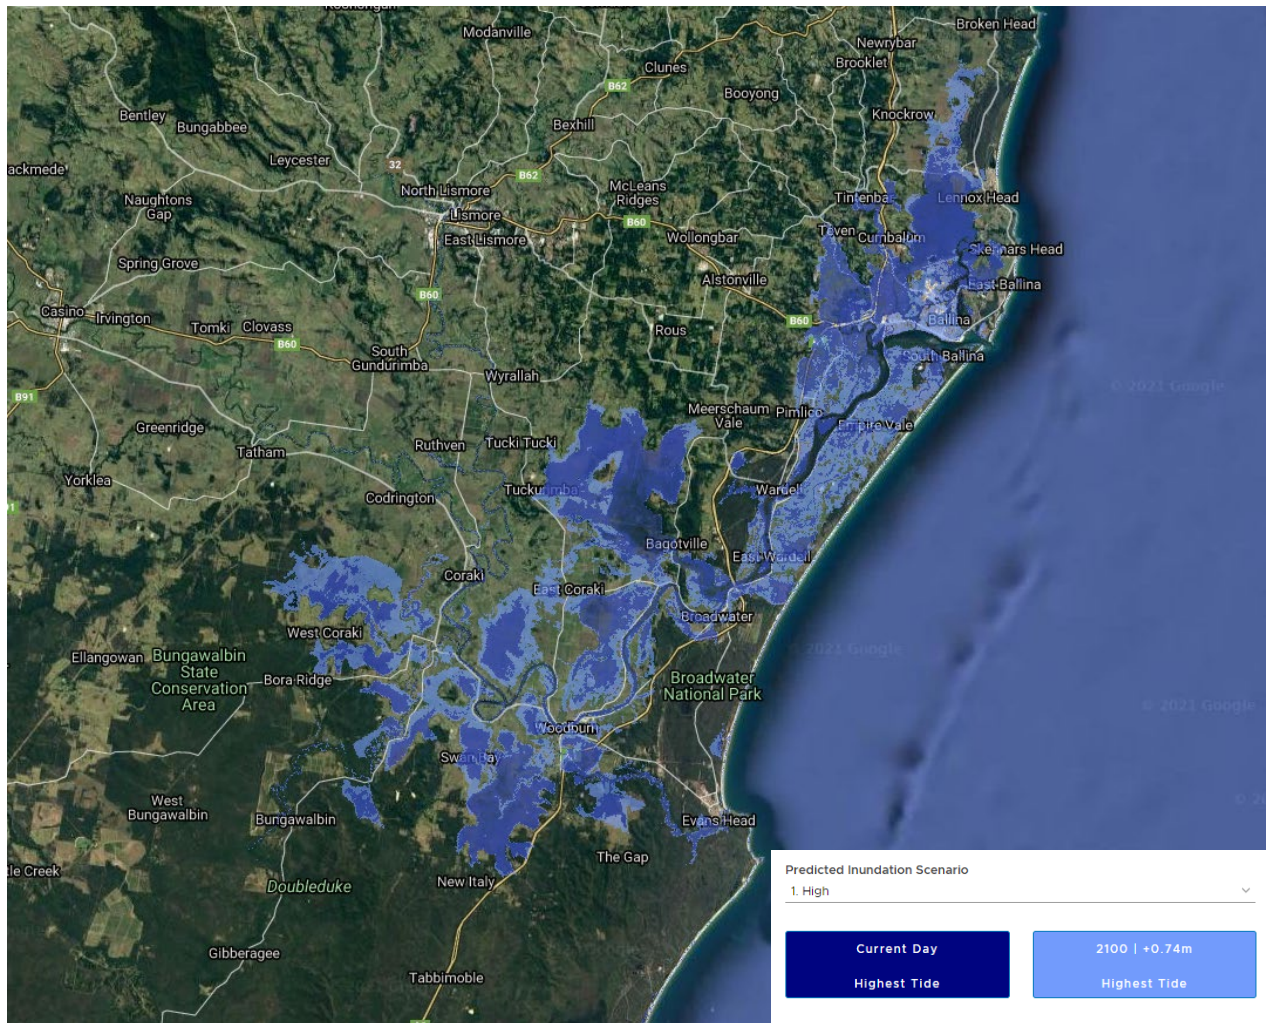 Broken Head
Modanville
Newrybar
Brooklet
Clunes
B62
Booyong
Knockrow
Bentley
Bungabbee
Bexhill
Leycester
32
ackmede
B62
North Lismore
McLeans
Ridges
Tintenbar
Lennox Head
Naughtons
Gap
Lismore
B60
East Lismore
Wollongbar
Teven
Cumbalum
Skennars Head
Spring Grove
Alstonville
East Ballina
B60
Casino
Irvington
Tomki
Clovass
B60
Rous
B60
Ballina
South
Gundurimba
South Ballina
Wyrallah
B91
© 2021 Google
Meerschaum
Vale
Pimlico
Greenridge
Empire Vale
Ruthven
Tucki Tucki
Tatham
Yorklea
Codrington
Tuckurimba
Wardell
Bagotville
East Wardell
Coraki
East Coraki
Broadwater
West Coraki
Ellangowan
Bungawalbin
State
Conservation
Area
Bora Ridge
Broadwater
National Park
© 2021 Google
© 2021 Google
Woodburn
Swan Bay
West
Bungawalbin
Bungawalbin
Evans Head
The Gap
tle Creek
Doubleduke
New Italy
Gibberagee
Tabbimoble
Predicted Inundation Scenario
1. High
Current Day
Highest Tide
2100 | +0.74m
Highest Tide